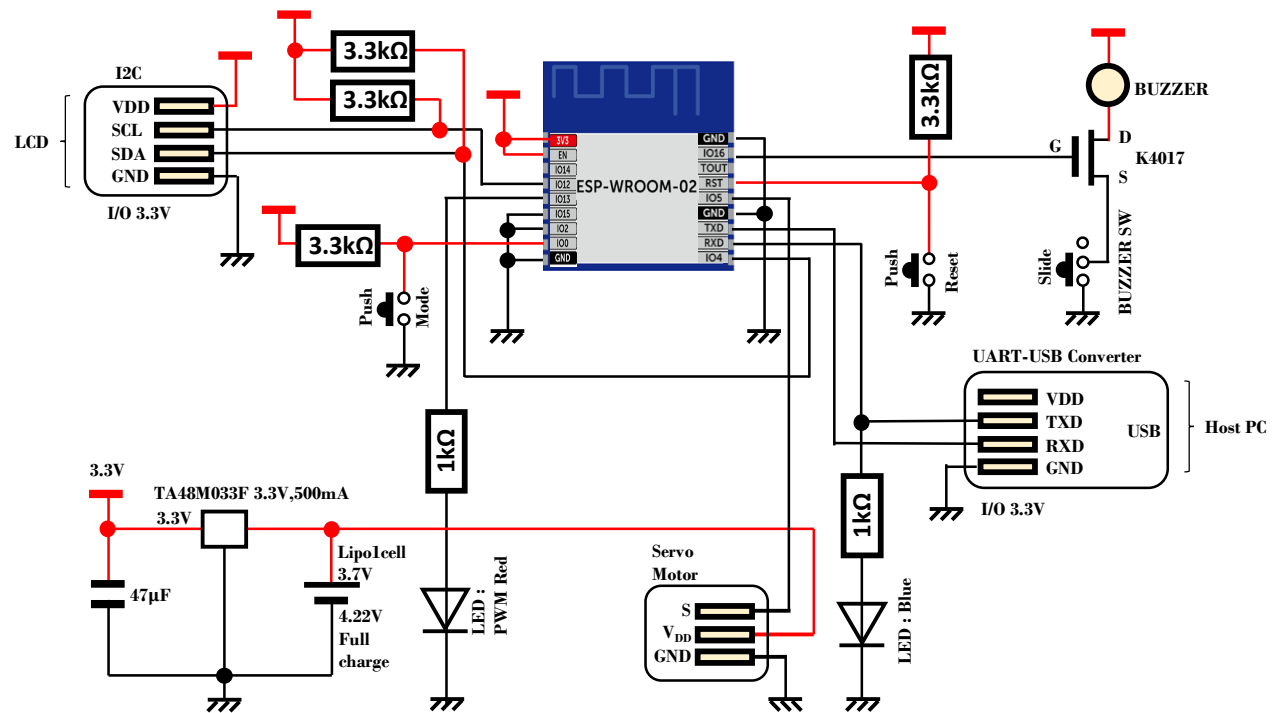 3.3kΩ
3.3kΩ
I2C
VDD
SCL
SDA
GND
LCD
I/O 3.3V
3.3kΩ
Push
Mode
3V3
EN
IO14
IO12
IO13
IO15
IO2
IO0
GND
ESP-WROOM-02
GND
IO16
TOUT
RST
IO5
GND
TXD
RXD
IO4
3.3kΩ
Push
Reset
BUZZER
G
D
S
K4017
Slide
BUZZER SW
UART-USB Converter
VDD
TXD
RXD
GND
USB
Host PC
I/O 3.3V
1kΩ
LED :
PWM Red
3.3V
TA48M033F 3.3V,500mA
3.3V
47μF
Lipo1cell
3.7V
4.22V
Full
charge
Servo
Motor
S
VDD
GND
1kΩ
LED : Blue